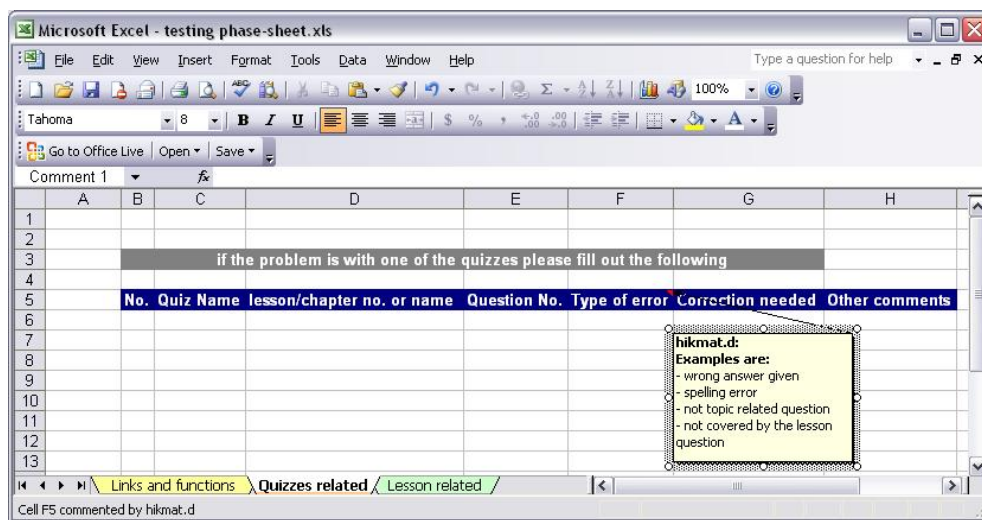 Microsoft Excel - testing phase-sheet.xls
File Edit View Insert Format Tools Data Window Help Type a question for help
100%
Tahoma 8 B I U $ % , .00 .00 A
Go to Office Live Open Save
Comment 1 fx
A B C D E F G H
1
2
3 if the problem is with one of the quizzes please fill out the following
4
5 No. Quiz Name lesson/chapter no. or name Question No. Type of error Correction needed Other comments
6
7 hikmat.d:
8 Examples are:
9 - wrong answer given
- spelling error
10 - not topic related question
11 - not covered by the lesson
12 question
13
Links and functions Quizzes related Lesson related
Cell F5 commented by hikmat.d